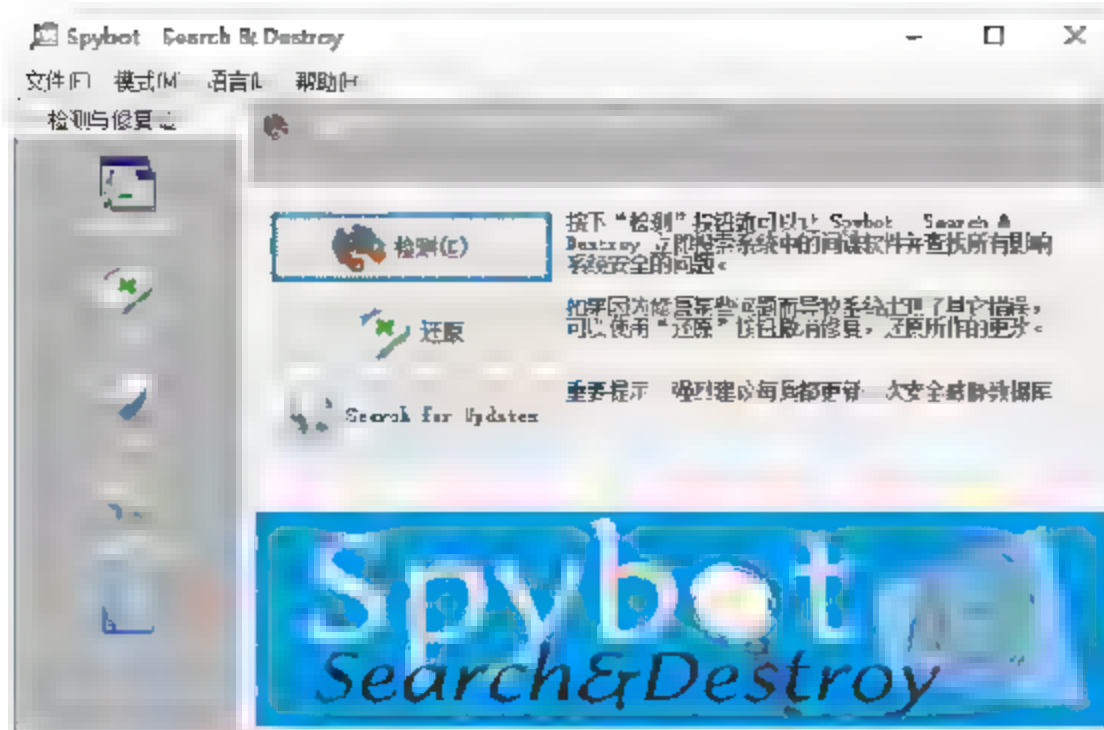 Spybot Search & Destroy
文件(F) 模式(M) 语言(L 帮助(H
检测与修复
检测(C)
按下“检测”按钮就可以让 Spybot Search &
Destroy 立即搜索系统中的间谍软件并查找所有影响
系统安全的问题。
还原
如果因为修复某些问题而导致系统出现了其它错误，
可以使用“还原”按钮取消修复，还原所作的更改。
Search for Updates
重要提示 强烈建议每 都更新一次安全 数据库
Spybot
Search&Destroy